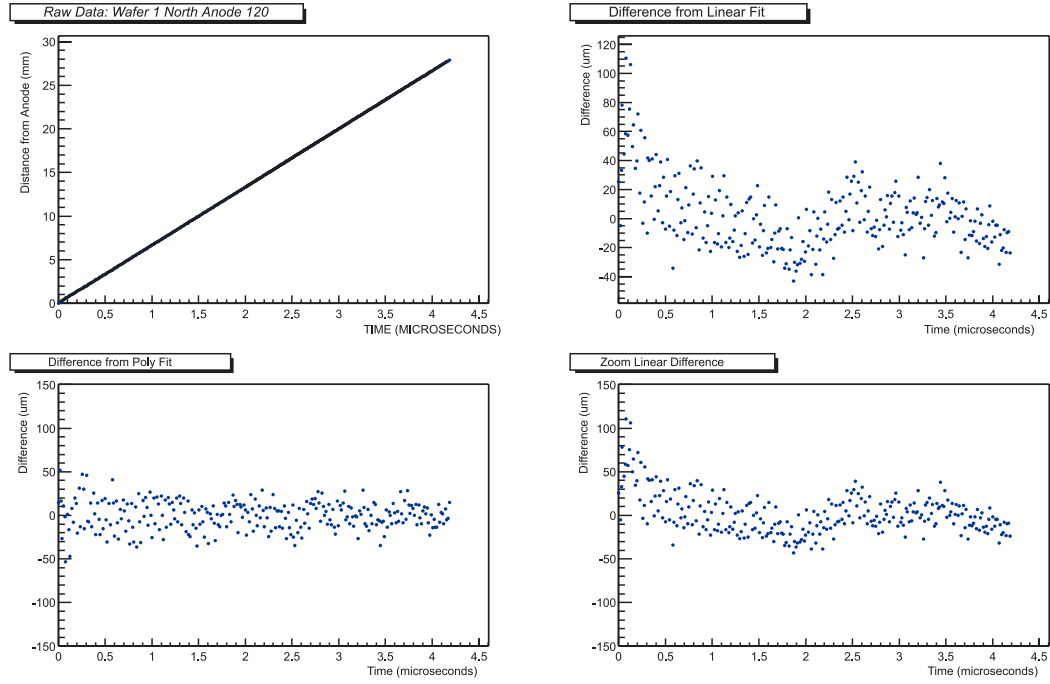 Raw Data: Wafer 1 North Anode 120
Distance from Anode (mm)
30
25
20
15
10
5
0
0 0.5 1 1.5 2 2.5 3 3.5 4 4.5
TIME (MICROSECONDS)
Difference from Linear Fit
Difference (um)
120
100
80
60
40
20
0
-20
-40
0 0.5 1 1.5 2 2.5 3 3.5 4 4.5
Time (microseconds)
Difference from Poly Fit
Difference (um)
150
100
50
0
-50
-100
-150
0 0.5 1 1.5 2 2.5 3 3.5 4 4.5
Time (microseconds)
Zoom Linear Difference
Difference (um)
150
100
50
0
-50
-100
-150
0 0.5 1 1.5 2 2.5 3 3.5 4 4.5
Time (microseconds)